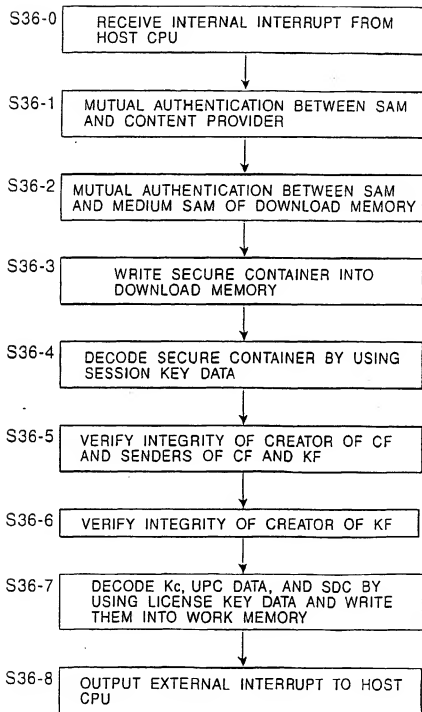 S36-0
RECEIVE INTERNAL INTERRUPT FROM
HOST CPU
S36-1
MUTUAL AUTHENTICATION BETWEEN SAM
AND CONTENT PROVIDER
S36-2
MUTUAL AUTHENTICATION BETWEEN SAM
AND MEDIUM SAM OF DOWNLOAD MEMORY
S36-3
WRITE SECURE CONTAINER INTO
DOWNLOAD MEMORY
S36-4
DECODE SECURE CONTAINER BY USING
SESSION KEY DATA
S36-5
VERIFY INTEGRITY OF CREATOR OF CF
AND SENDERS OF CF AND KF
S36-6
VERIFY INTEGRITY OF CREATOR OF KF
S36-7
DECODE Kc, UPC DATA, AND SDC BY
USING LICENSE KEY DATA AND WRITE
THEM INTO WORK MEMORY
S36-8
OUTPUT EXTERNAL INTERRUPT TO HOST
CPU